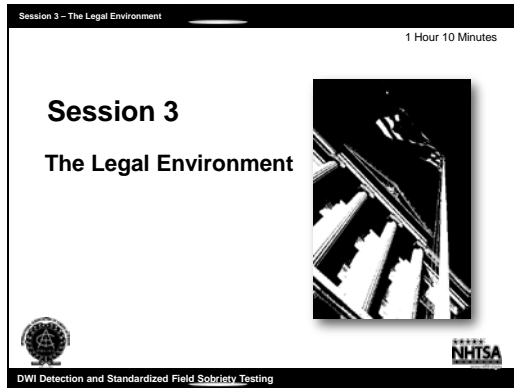 Session 3 – The Legal Environment
1 Hour 10 Minutes
Session 3
The Legal Environment
NHTSA
DWI Detection and Standardized Field Sobriety Testing